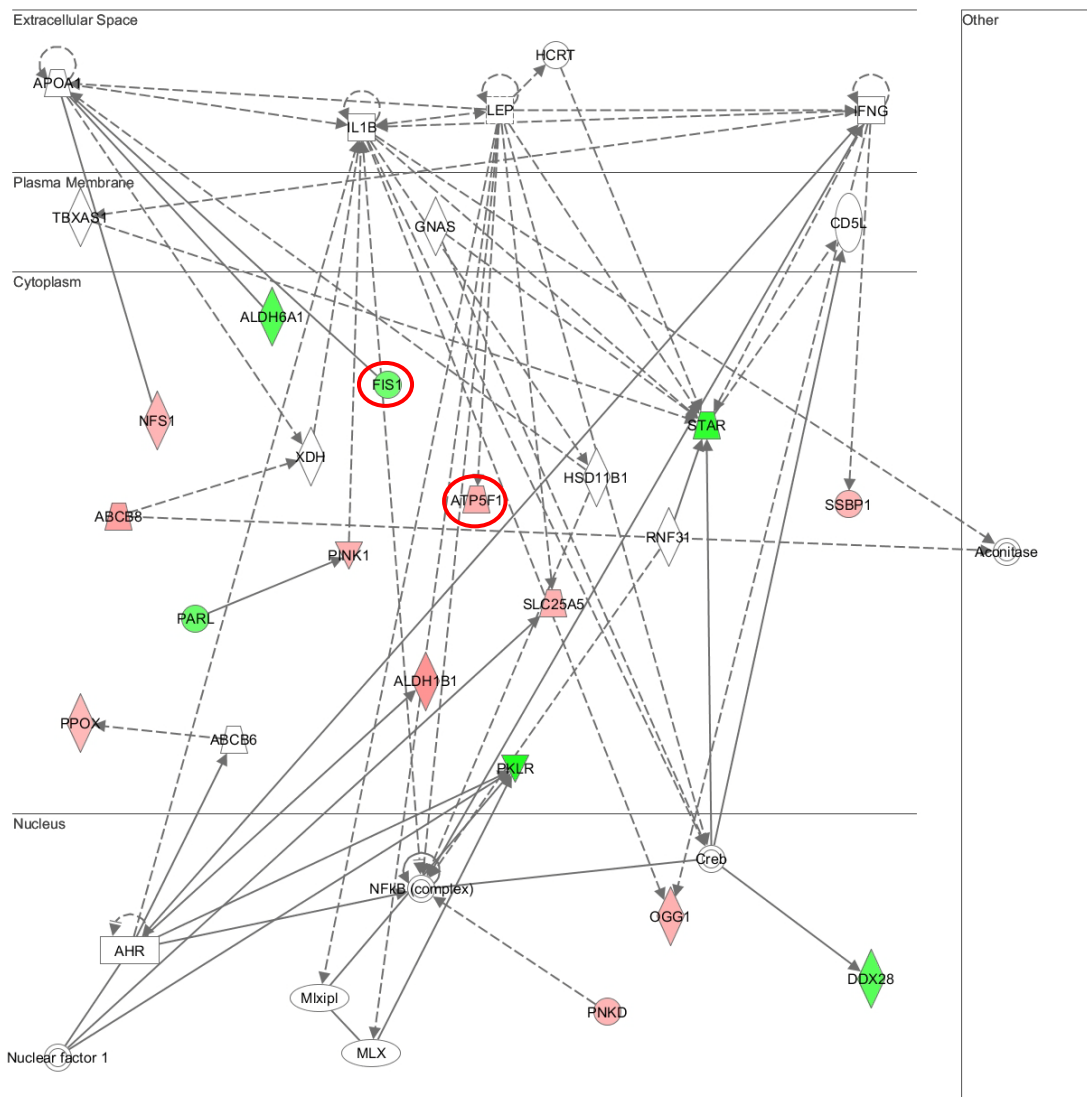 Extracellular Space
Other
HCRT
APOA1
LEP
IFNG
IL1B
Plasma Membrane
TBXAS1
GNAS
CD5L
Cytoplasm
ALDH6A1
FIS1
NFS1
STAR
XDH
HSD11B1
ATP5F1
SSBP1
ABCB8
RNF31
PINK1
Aconitase
SLC25A5
PARL
ALDH1B1
PPOX
ABCB6
PKLR
Nucleus
Creb
NFkB (complex)
OGG1
AHR
DDX28
Mlxipl
PNKD
MLX
Nuclear factor 1